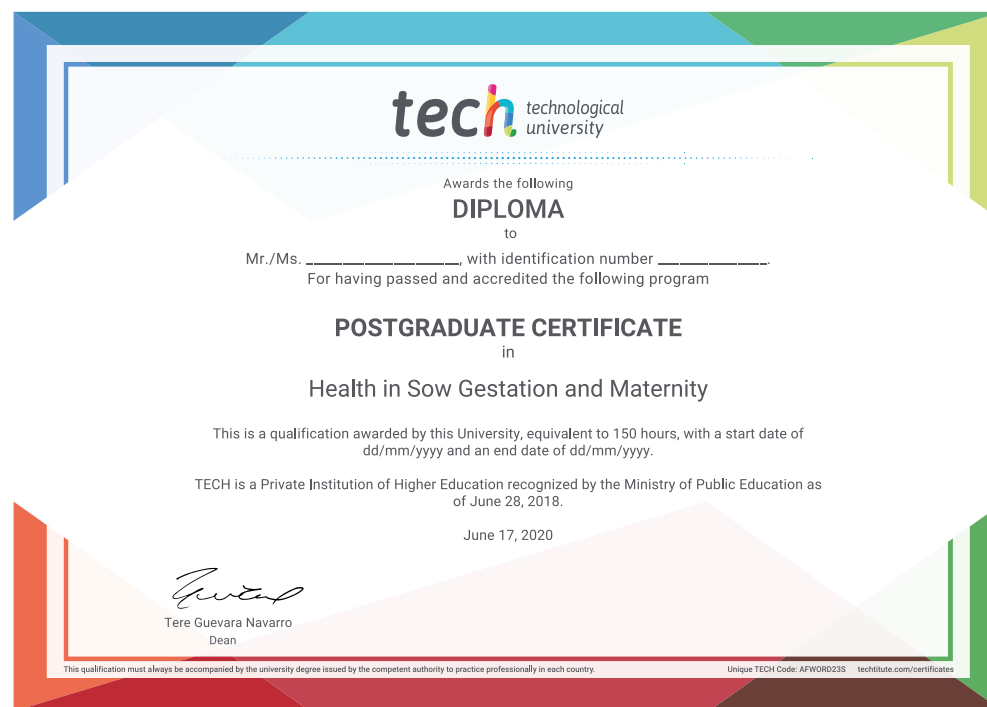 tech technological
university
Awards the following
DIPLOMA
to
Mr./Ms. ___________________, with identification number ______________.
For having passed and accredited the following program
POSTGRADUATE CERTIFICATE
in
Health in Sow Gestation and Maternity
This is a qualification awarded by this University, equivalent to 150 hours, with a start date of
dd/mm/yyyy and an end date of dd/mm/yyyy.
TECH is a Private Institution of Higher Education recognized by the Ministry of Public Education as
of June 28, 2018.
June 17, 2020
Tere Guevara Navarro
Dean
This qualification must always be accompanied by the university degree issued by the competent authority to practice professionally in each country. Unique TECH Code: AFWORD23S techtitute.com/certificates